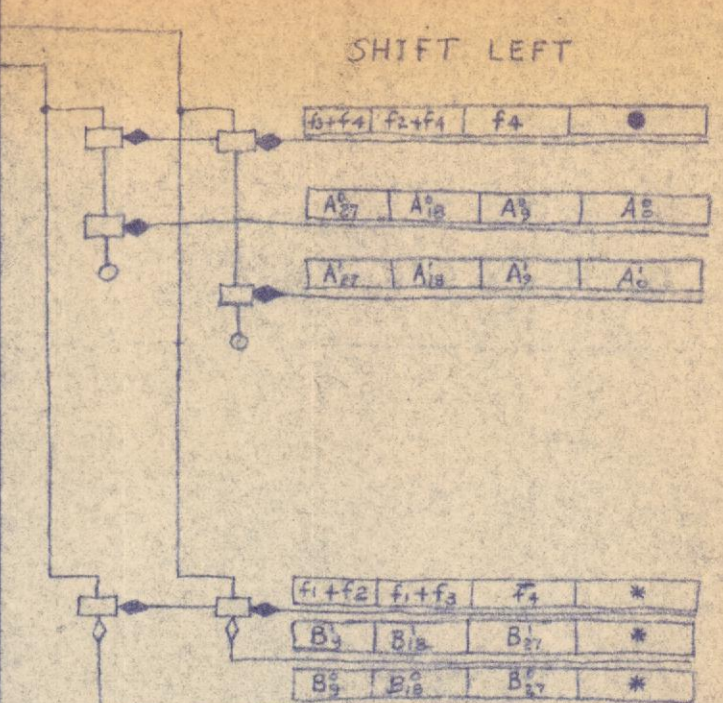 SHIFT LEFT
f3+f4 f2+f4 f4 ●
A⁰27 A⁰18 A⁰9 A⁰0
A¹27 A¹18 A¹9 A¹0
f1+f2 f1+f3 f̅4 *
B¹9 B¹18 B¹27 *
B⁰9 B⁰18 B⁰27 *